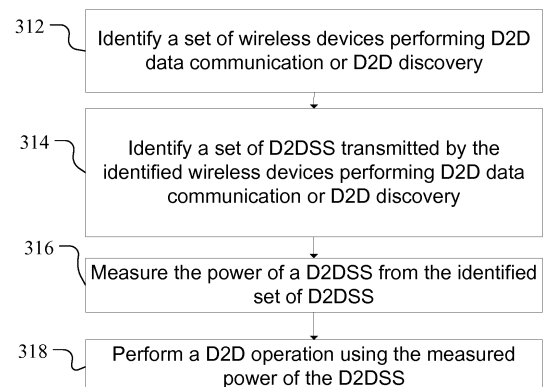 312
Identify a set of wireless devices performing D2D
data communication or D2D discovery
314
Identify a set of D2DSS transmitted by the
identified wireless devices performing D2D data
communication or D2D discovery
316
Measure the power of a D2DSS from the identified
set of D2DSS
318
Perform a D2D operation using the measured
power of the D2DSS